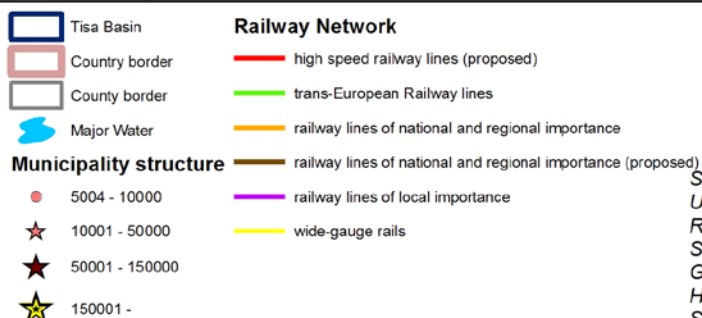 Tisa Basin
Country border
County border
Major Water
Municipality structure
5004 - 10000
10001 - 50000
50001 - 150000
150001 -
Railway Network
high speed railway lines (proposed)
trans-European Railway lines
railway lines of national and regional importance
railway lines of national and regional importance (proposed)
railway lines of local importance
wide-gauge rails
S
U
R
S
G
H